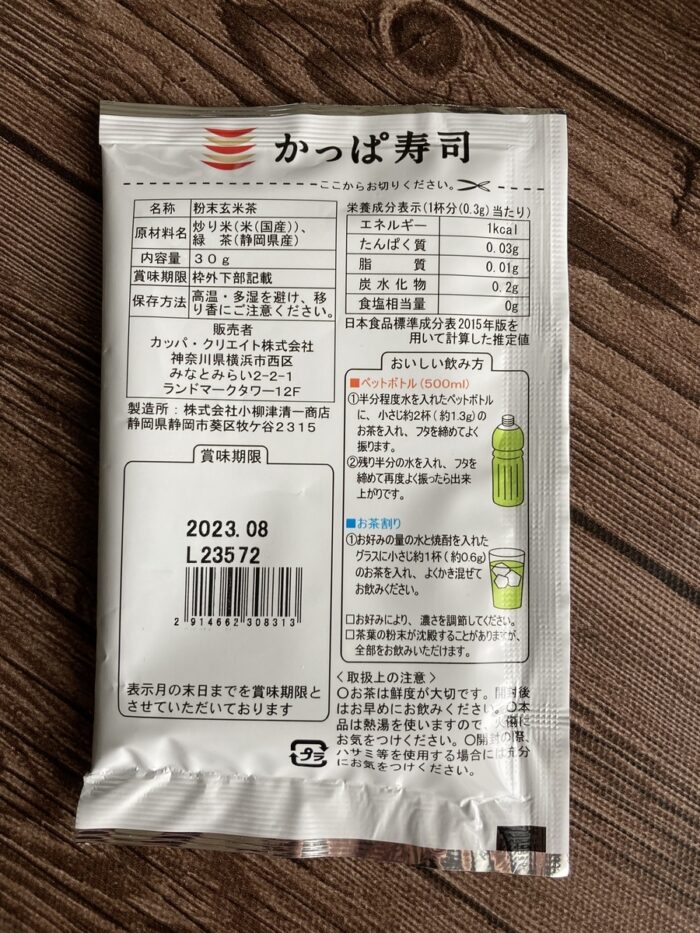 かっぱ寿司
ここからお切りください。
名称 粉末玄米茶
原材料名 炒り米(米(国産))、
緑 茶(静岡県産)
内容量 30g
賞味期限 枠外下部記載
保存方法 高温・多湿を避け、移
り香にご注意ください。
販売者
カッパ・クリエイト株式会社
神奈川県横浜市西区
みなとみらい2-2-1
ランドマークタワー12F
製造所:株式会社小柳津清一商店
静岡県静岡市葵区牧ケ谷2315
賞味期限
2023.08
L23572
2 914662 308313
表示月の末日までを賞味期限と
させていただいております
プラ
栄養成分表示(1杯分(0.3g)当たり)
エネルギー 1kcal
たんぱく質 0.03g
脂 質 0.01g
炭水化物 0.2g
食塩相当量 0g
日本食品標準成分表2015年版を
用いて計算した推定値
おいしい飲み方
■ペットボトル(500ml)
①半分程度水を入れたペットボトル
に、小さじ約2杯(約1.3g)の
お茶を入れ、フタを締めてよく
振ります。
②残り半分の水を入れ、フタを
締めて再度よく振ったら出来
上がりです。
■お茶割り
①お好みの量の水と焼酎を入れた
グラスに小さじ約1杯(約0.6g)
のお茶を入れ、よくかき混ぜて
お飲みください。
□お好みにより、濃さを調節してください。
□茶葉の粉末が沈殿することがありますが、
全部をお飲みいただけます。
〈取扱上の注意〉
○お茶は鮮度が大切です。開封後
はお早めにお飲みください。○本
品は熱湯を使いますので、火傷に
お気をつけください。○開封の際、
ハサミ等を使用する場合には充分
にお気をつけください。